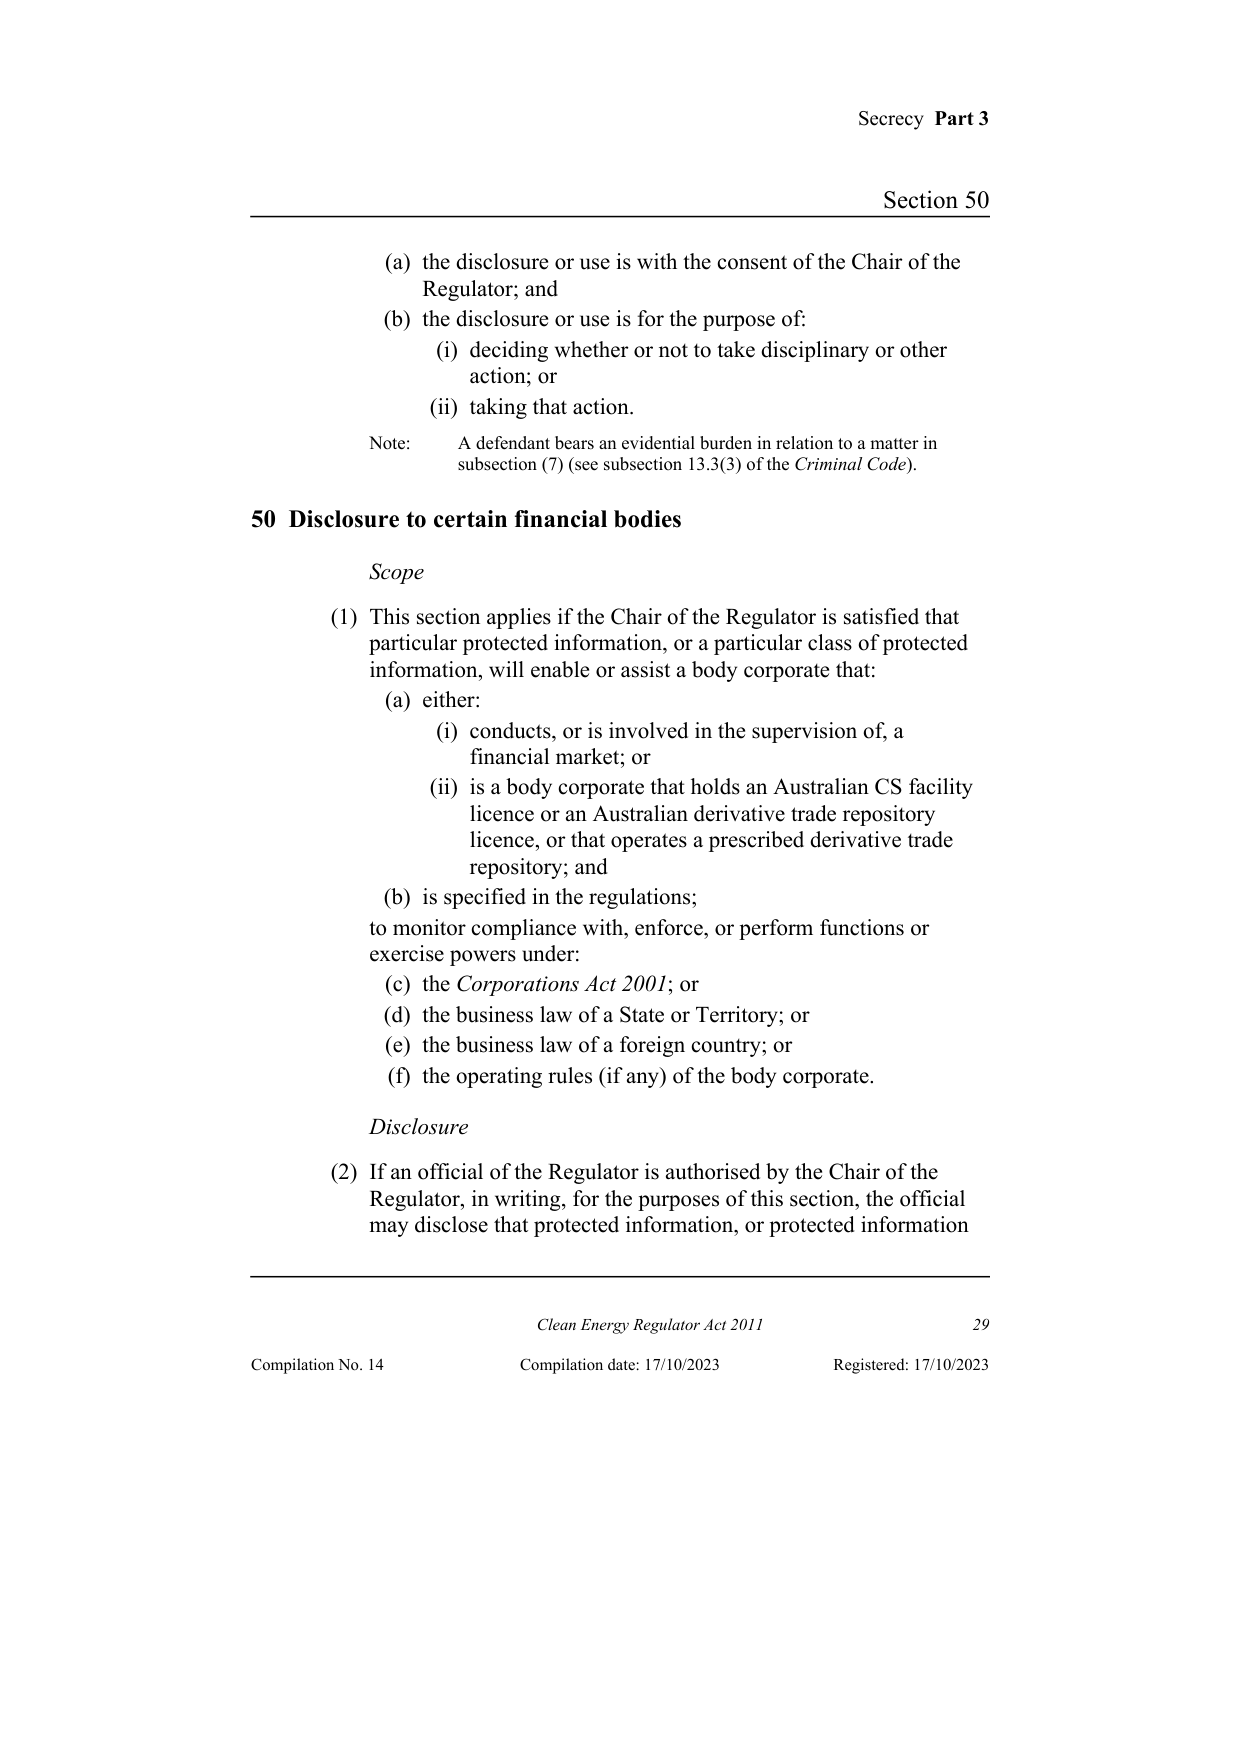 Secrecy Part 3
Section 50
(a) the disclosure or use is with the consent of the Chair of the
Regulator; and
(b) the disclosure or use is for the purpose of:
(i) deciding whether or not to take disciplinary or other
action; or
(ii) taking that action.
Note: A defendant bears an evidential burden in relation to a matter in
subsection (7) (see subsection 13.3(3) of the Criminal Code).
50 Disclosure to certain financial bodies
Scope
(1) This section applies if the Chair of the Regulator is satisfied that
particular protected information, or a particular class of protected
information, will enable or assist a body corporate that:
(a) either:
(i) conducts, or is involved in the supervision of, a
financial market; or
(ii) is a body corporate that holds an Australian CS facility
licence or an Australian derivative trade repository
licence, or that operates a prescribed derivative trade
repository; and
(b) is specified in the regulations;
to monitor compliance with, enforce, or perform functions or
exercise powers under:
(c) the Corporations Act 2001; or
(d) the business law of a State or Territory; or
(e) the business law of a foreign country; or
(f) the operating rules (if any) of the body corporate.
Disclosure
(2) If an official of the Regulator is authorised by the Chair of the
Regulator, in writing, for the purposes of this section, the official
may disclose that protected information, or protected information
Clean Energy Regulator Act 2011 29
Compilation No. 14 Compilation date: 17/10/2023 Registered: 17/10/2023